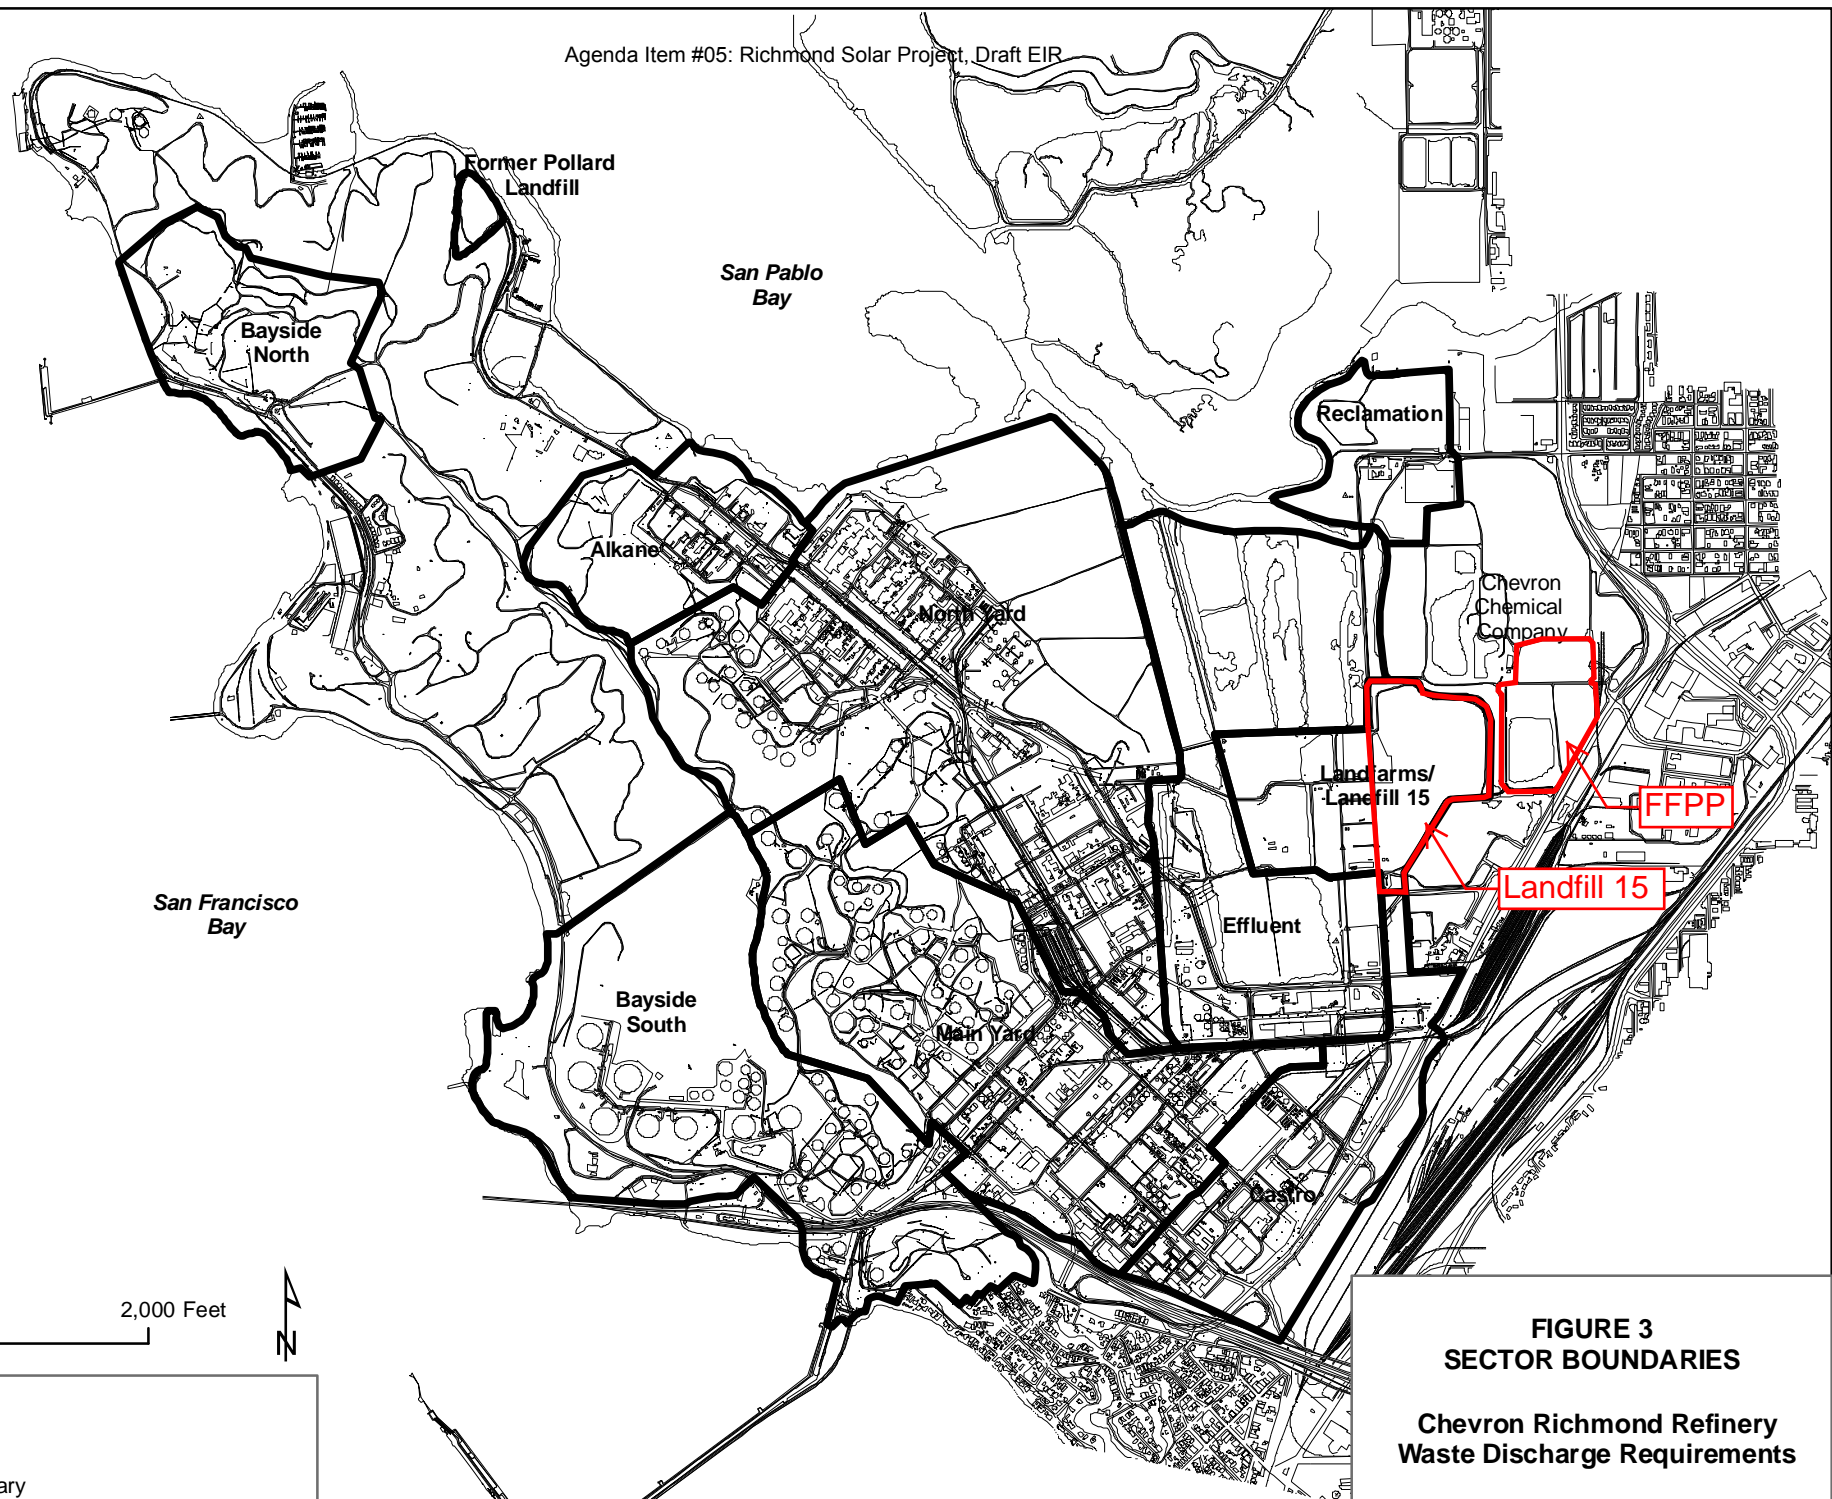 Agenda Item #05: Richmond Solar Project, Draft EIR
Former Pollard
Landfill
San Pablo
Bay
Bayside
North
Reclamation
Alkane
Chevron
Chemical
Company
North Yard
Landfarms/
Landfill 15
FFPP
Landfill 15
San Francisco
Bay
Effluent
Bayside
South
Main Yard
Castro
2,000 Feet
N
FIGURE 3
SECTOR BOUNDARIES
Chevron Richmond Refinery
Waste Discharge Requirements
ary